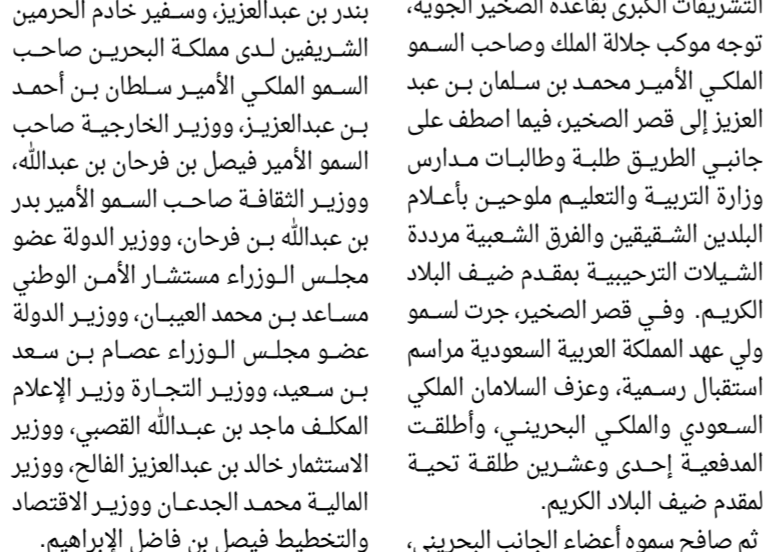 التشريفات الكبرى بقاعدة الصخير الجوية،
توجه موكب جلالة الملك وصاحب السمو
الملكي الأمير محمد بن سلمان بن عبد
العزيز إلى قصر الصخير، فيما اصطف على
جانبي الطريق طلبة وطالبات مدارس
وزارة التربية والتعليم ملوحين بأعلام
البلدين الشقيقين والفرق الشعبية مرددة
الشيلات الترحيبية بمقدم ضيف البلاد
الكريم. وفي قصر الصخير، جرت لسمو
ولي عهد المملكة العربية السعودية مراسم
استقبال رسمية، وعزف السلامان الملكي
السعودي والملكي البحريني، وأطلقت
المدفعية إحدى وعشرين طلقة تحية
لمقدم ضيف البلاد الكريم.
ثم صافح سموه أعضاء الجانب البحريني،
بندر بن عبدالعزيز، وسفير خادم الحرمين
الشريفين لدى مملكة البحرين صاحب
السمو الملكي الأمير سلطان بن أحمد
بن عبدالعزيز، ووزير الخارجية صاحب
السمو الأمير فيصل بن فرحان بن عبدالله،
ووزير الثقافة صاحب السمو الأمير بدر
بن عبدالله بن فرحان، ووزير الدولة عضو
مجلس الوزراء مستشار الأمن الوطني
مساعد بن محمد العيبان، ووزير الدولة
عضو مجلس الوزراء عصام بن سعد
بن سعيد، ووزير التجارة وزير الإعلام
المكلف ماجد بن عبدالله القصبي، ووزير
الاستثمار خالد بن عبدالعزيز الفالح، ووزير
المالية محمد الجدعان ووزير الاقتصاد
والتخطيط فيصل بن فاضل الإبراهيم.